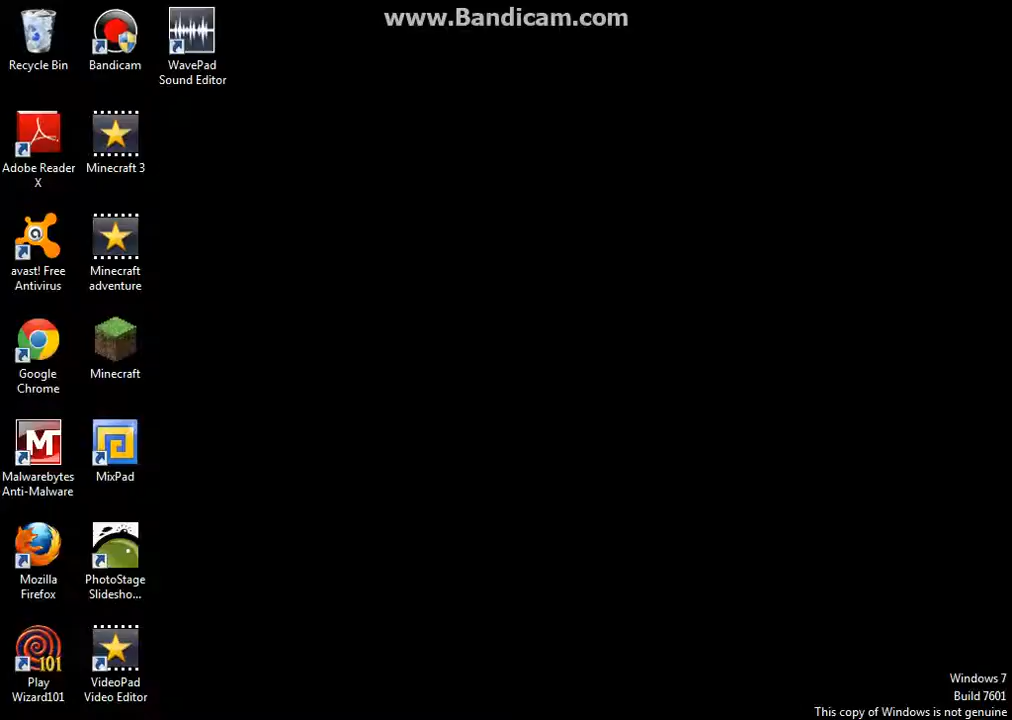 www.Bandicam.com
Recycle Bin
Bandicam
WavePad
Sound Editor
Adobe Reader
X
Minecraft 3
avast! Free
Antivirus
Minecraft
adventure
Google
Chrome
Minecraft
Malwarebytes
Anti-Malware
MixPad
Mozilla
Firefox
PhotoStage
Slidesho...
101
Play
Wizard101
VideoPad
Video Editor
Windows 7
Build 7601
This copy of Windows is not genuine